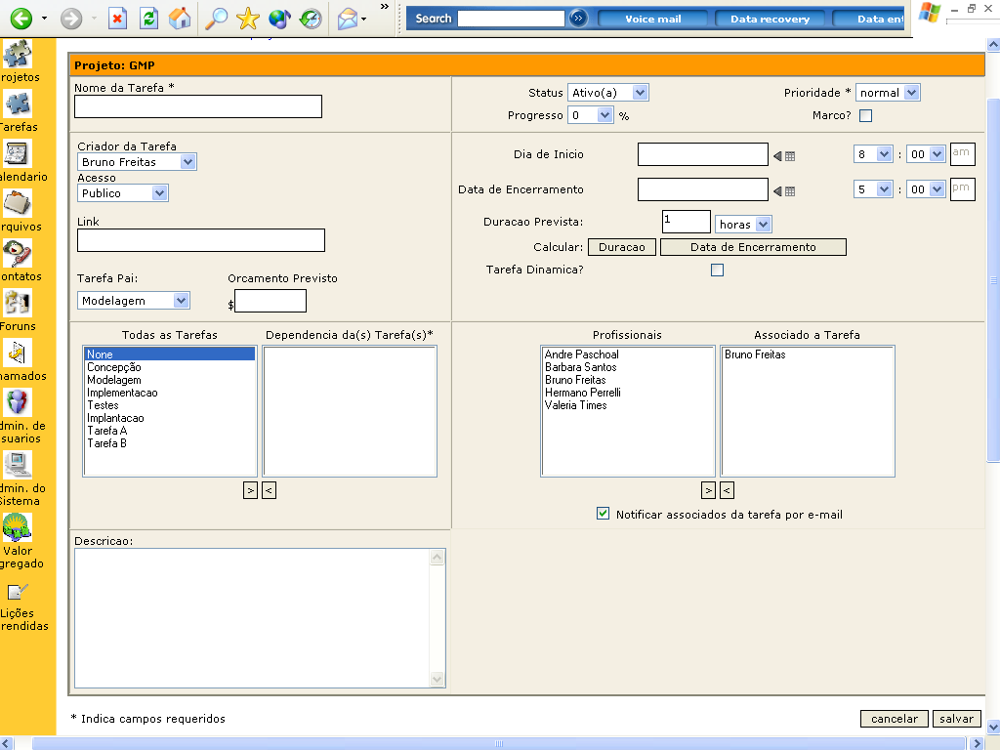 Search
Voice mail
Data recovery
Data ent
rojetos
Tarefas
alendario
rquivos
ontatos
Foruns
hamados
dmin. de
suarios
dmin. do
Sistema
Valor
gregado
Lições
rendidas
Projeto: GMP
Nome da Tarefa *
Status Ativo(a)
Prioridade * normal
Progresso 0 %
Marco?
Criador da Tarefa
Bruno Freitas
Acesso
Publico
Link
Tarefa Pai:
Orcamento Previsto
Modelagem
$
Dia de Inicio
8 : 00 am
Data de Encerramento
5 : 00 pm
Duracao Prevista: 1 horas
Calcular: Duracao Data de Encerramento
Tarefa Dinamica?
Todas as Tarefas
Dependencia da(s) Tarefa(s)*
None
Concepção
Modelagem
Implementacao
Testes
Implantacao
Tarefa A
Tarefa B
> <
Profissionais
Associado a Tarefa
Andre Paschoal
Barbara Santos
Bruno Freitas
Hermano Perrelli
Valeria Times
Bruno Freitas
> <
Notificar associados da tarefa por e-mail
Descricao:
* Indica campos requeridos
cancelar
salvar